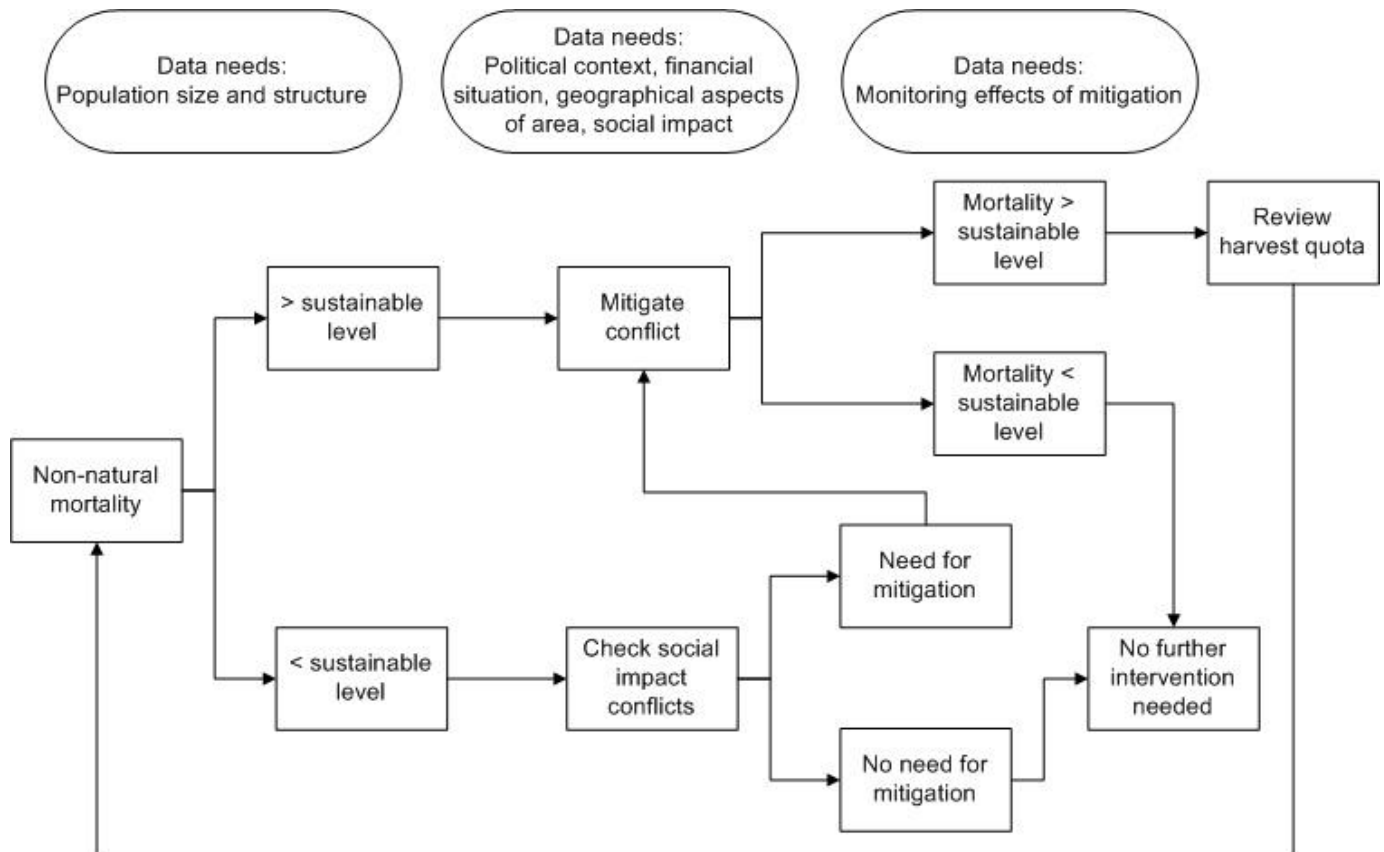 Data needs:
Population size and structure
Data needs:
Political context, financial
situation, geographical aspects
of area, social impact
Data needs:
Monitoring effects of mitigation
Mortality >
sustainable
level
Review
harvest quota
> sustainable
level
Mitigate
conflict
Mortality <
sustainable
level
Non-natural
mortality
Need for
mitigation
< sustainable
level
Check social
impact
conflicts
No further
intervention
needed
No need for
mitigation